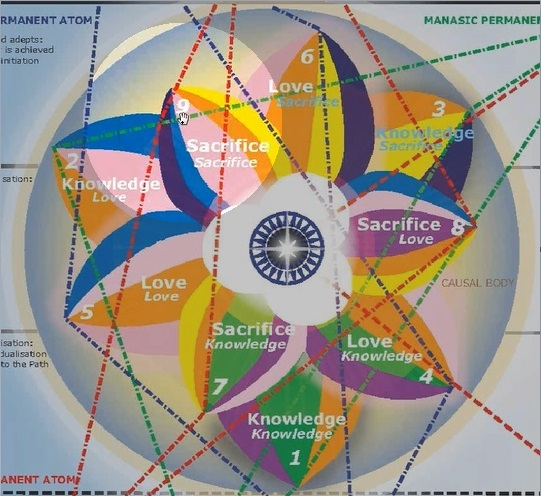 RMANENT ATOM
MANASIC PERMANEN
d adepts:
is achieved
initiation
6
Love
Sacrifice
9
3
Knowledge
Sacrifice
Sacrifice
Sacrifice
2
Knowledge
Love
sation:
Sacrifice
Love
8
Love
Love
5
CAUSAL BODY
Sacrifice
Knowledge
7
Love
Knowledge
4
isation:
dualisation
to the Path
Knowledge
Knowledge
1
ANENT ATOM